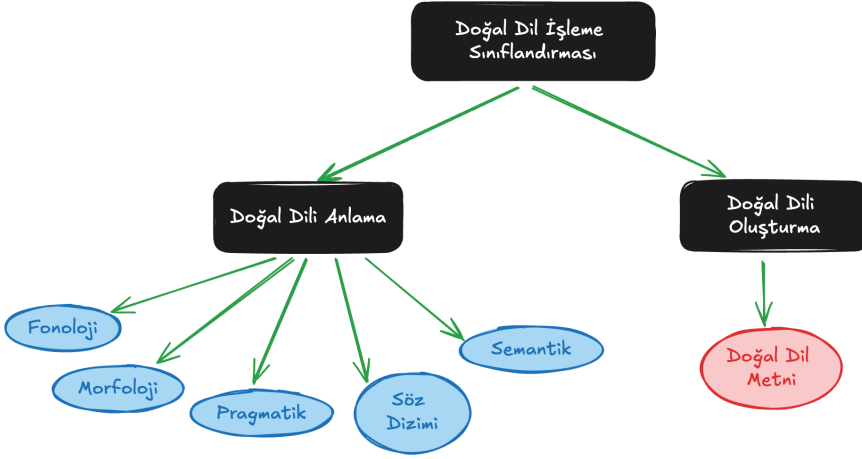 Doğal Dil İşleme
Sınıflandırması
Doğal Dili Anlama
Doğal Dili
Oluşturma
Fonoloji
Morfoloji
Pragmatik
Söz
Dizimi
Semantik
Doğal Dil
Metni